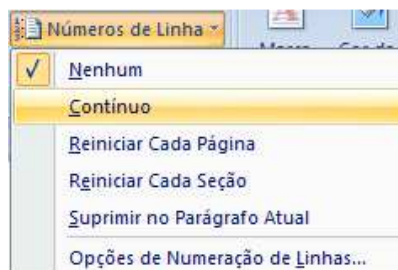 Números de Linha
Nenhum
Contínuo
Reiniciar Cada Página
Reiniciar Cada Seção
Suprimir no Parágrafo Atual
Opções de Numeração de Linhas...